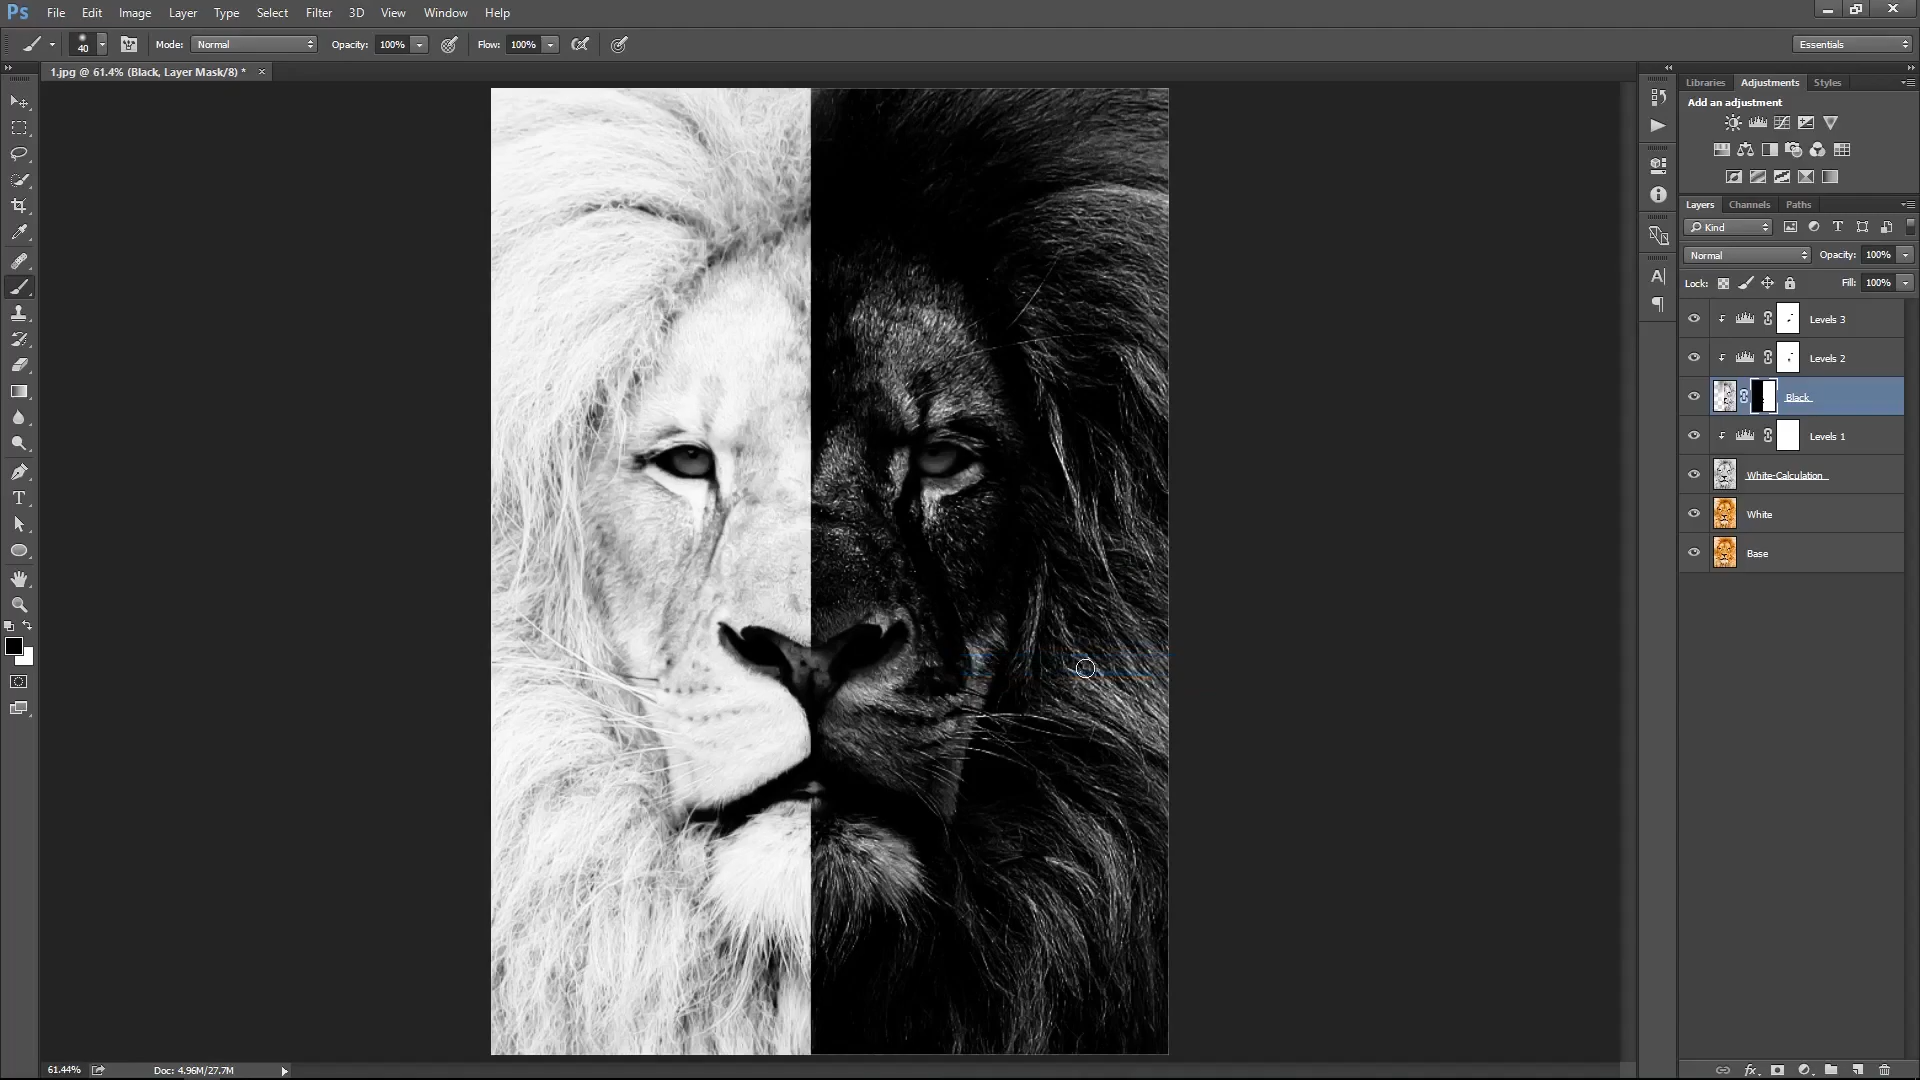 Ps File Edit Image Layer Type Select Filter 3D View Window Help
40 Mode: Normal Opacity: 100% Flow: 100% Essentials
1.jpg @ 61.4% (Black, Layer Mask/8) * ×
Libraries Adjustments Styles
Add an adjustment
Layers Channels Paths
Kind T
Normal Opacity: 100%
Lock: Fill: 100%
Levels 3
Levels 2
Black
Levels 1
White-Calculation
White
Base
61.44% Doc: 4.96M/27.7M
fx